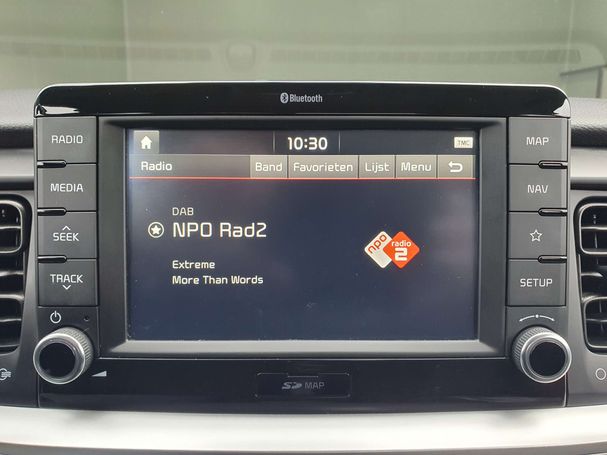 Bluetooth
RADIO
MEDIA
SEEK
TRACK
10:30
TMC
Radio
Band
Favorieten
Lijst
Menu
DAB
NPO Rad2
Extreme
More Than Words
npo
radio
2
MAP
NAV
SETUP
SD MAP